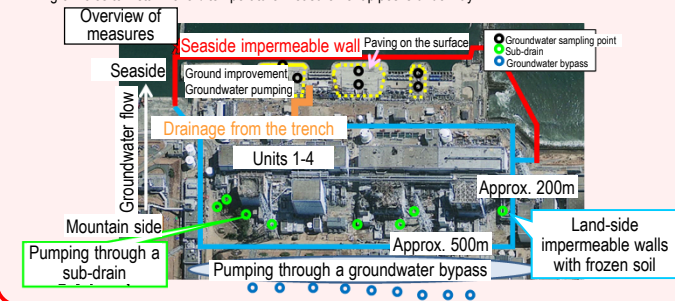 Overview of
measures
Seaside impermeable wall
Paving on the surface
Groundwater sampling point
Sub-drain
Groundwater bypass
Seaside
Ground improvement
Groundwater pumping
Groundwater flow
Drainage from the trench
Units 1-4
Approx. 200m
Mountain side
Approx. 500m
Land-side
impermeable walls
with frozen soil
Pumping through a
sub-drain
Pumping through a groundwater bypass